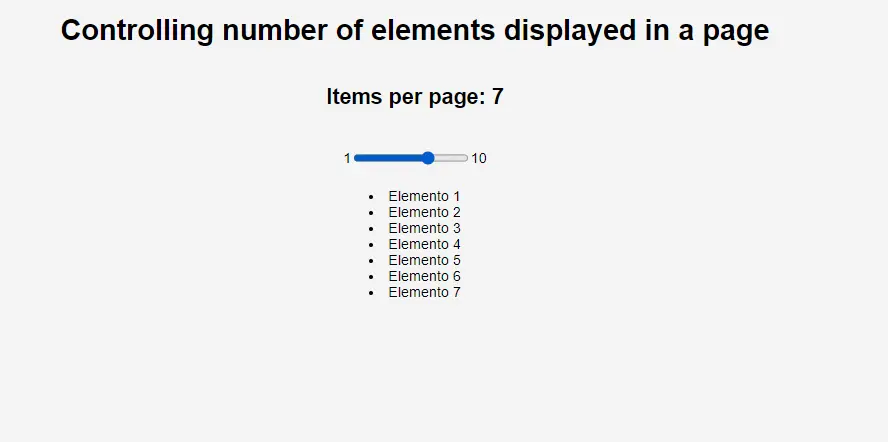 Controlling number of elements displayed in a page
Items per page: 7
1 10
Elemento 1
Elemento 2
Elemento 3
Elemento 4
Elemento 5
Elemento 6
Elemento 7